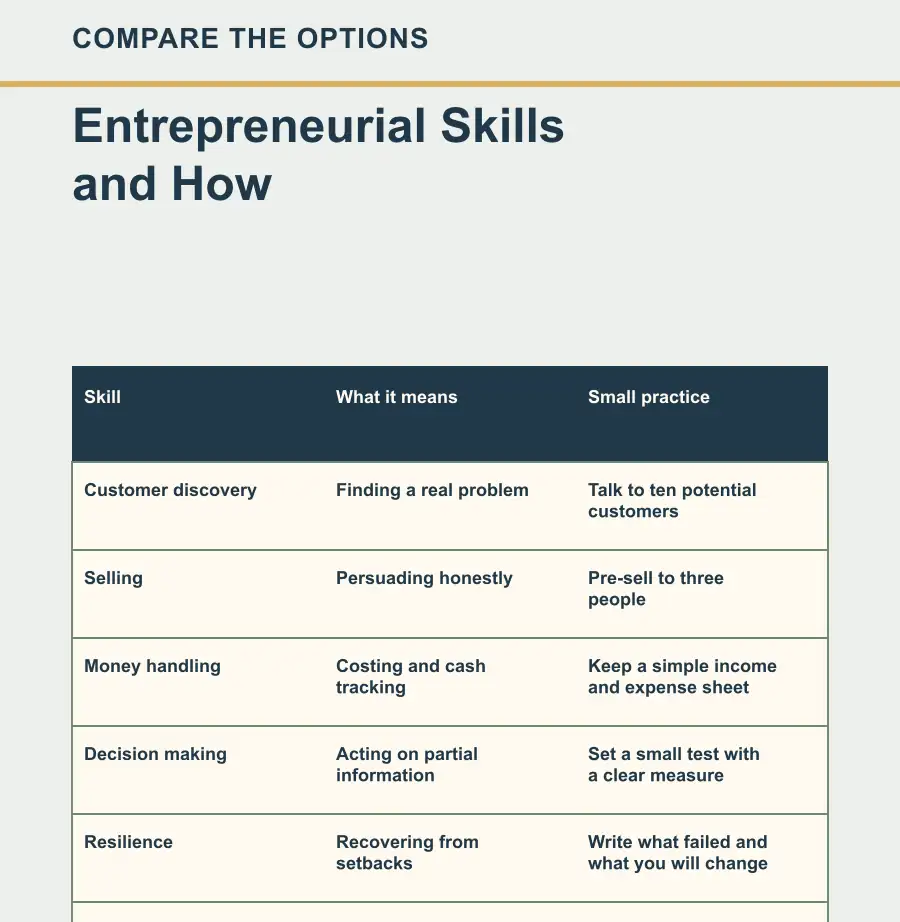 COMPARE THE OPTIONS
Entrepreneurial Skills
and How
Skill
What it means
Small practice
Customer discovery
Finding a real problem
Talk to ten potential
customers
Selling
Persuading honestly
Pre-sell to three
people
Money handling
Costing and cash
tracking
Keep a simple income
and expense sheet
Decision making
Acting on partial
information
Set a small test with
a clear measure
Resilience
Recovering from
setbacks
Write what failed and
what you will change